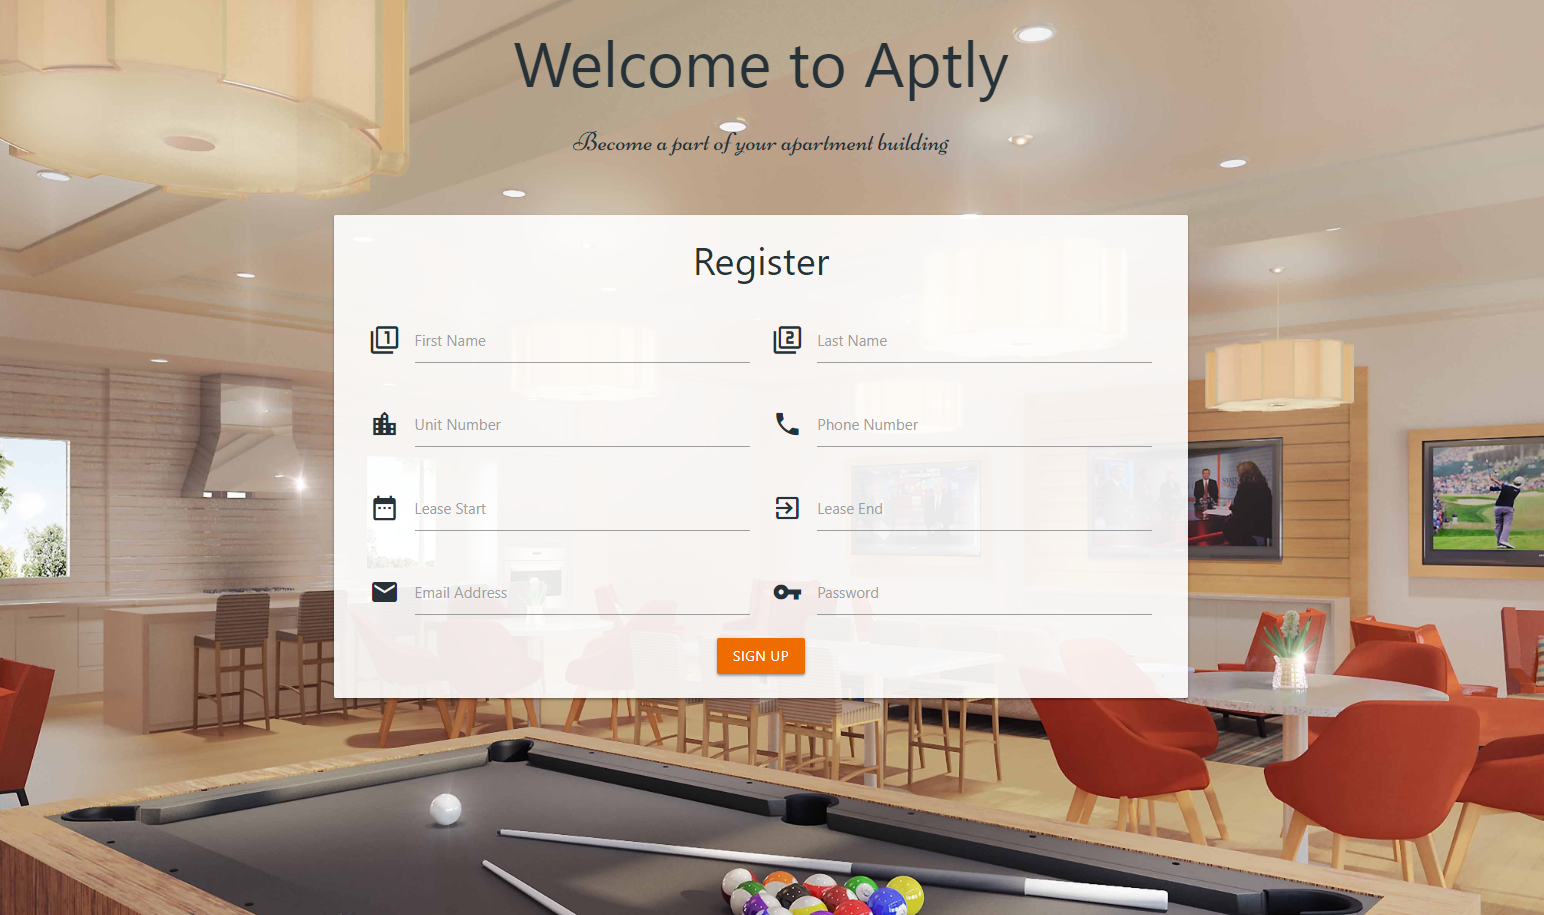 Welcome to Aptly
Become a part of your apartment building
Register
First Name
Last Name
Unit Number
Phone Number
Lease Start
Lease End
Email Address
Password
SIGN UP